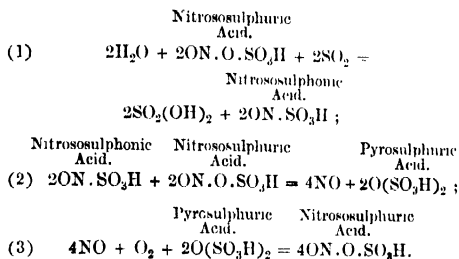 Nitrososulphuric
Acid.
(1) 2H₂O + 2ON.O.SO₃H + 2SO₂ =
Nitrososulphonic
Acid.
2SO₂(OH)₂ + 2ON.SO₃H ;
Nitrososulphonic Nitrososulphuric Pyrosulphuric
Acid. Acid. Acid.
(2) 2ON.SO₃H + 2ON.O.SO₃H = 4NO + 2O(SO₃H)₂ ;
Pyrosulphuric Nitrososulphuric
Acid. Acid.
(3) 4NO + O₂ + 2O(SO₃H)₂ = 4ON.O.SO₃H.